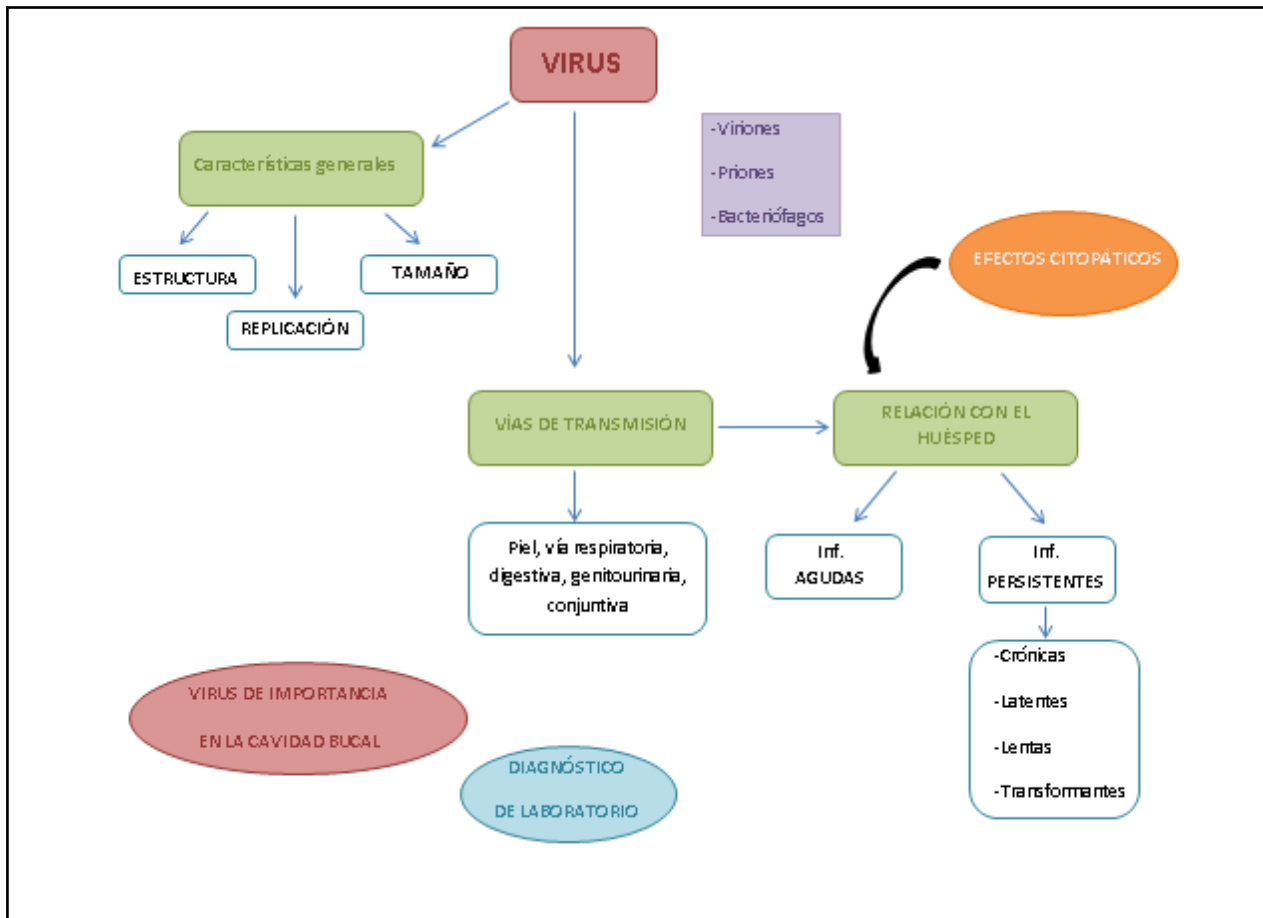 VIRUS
Característícas generales
ESTRUCTURA
REPLICACIÓN
TAMAÑO
-Viriones
-Priones
-Bacteriófagos
EFECTOS CITOPÁTICOS
VÍAS DE TRANSMISIÓN
RELACIÓN CON EL
HUÉSPED
Piel, vía respiratoria,
digestiva, genitourinaria,
conjuntiva
Inf.
AGUDAS
Inf.
PERSISTENTES
-Crónicas
-Latentes
-Lentas
-Transformantes
VIRUS DE IMPORTANCIA
EN LA CAVIDAD BUCAL
DIAGNÓSTICO
DE LABORATORIO